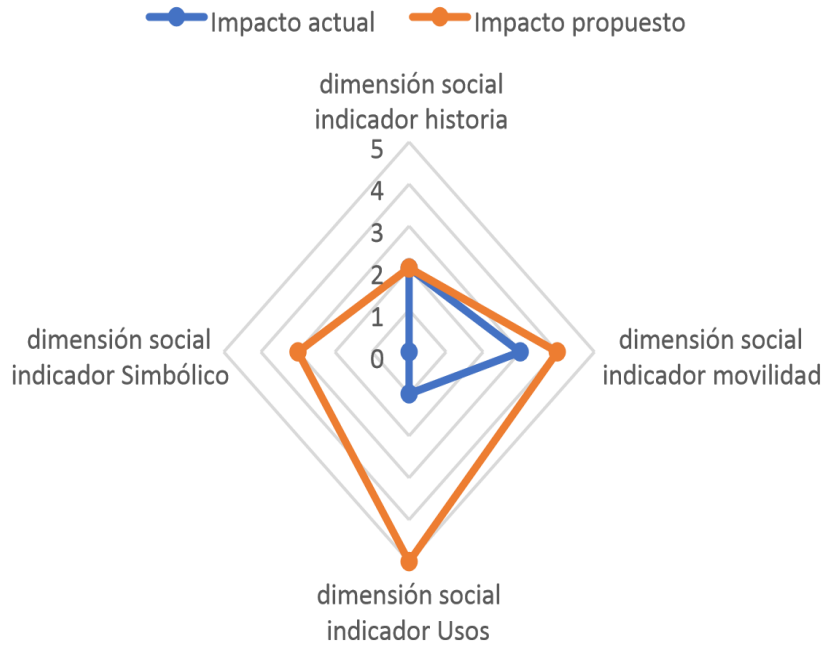 Impacto actual Impacto propuesto
dimensión social
indicador historia
5
4
3
2
1
0
dimensión social
indicador Simbólico
dimensión social
indicador movilidad
dimensión social
indicador Usos